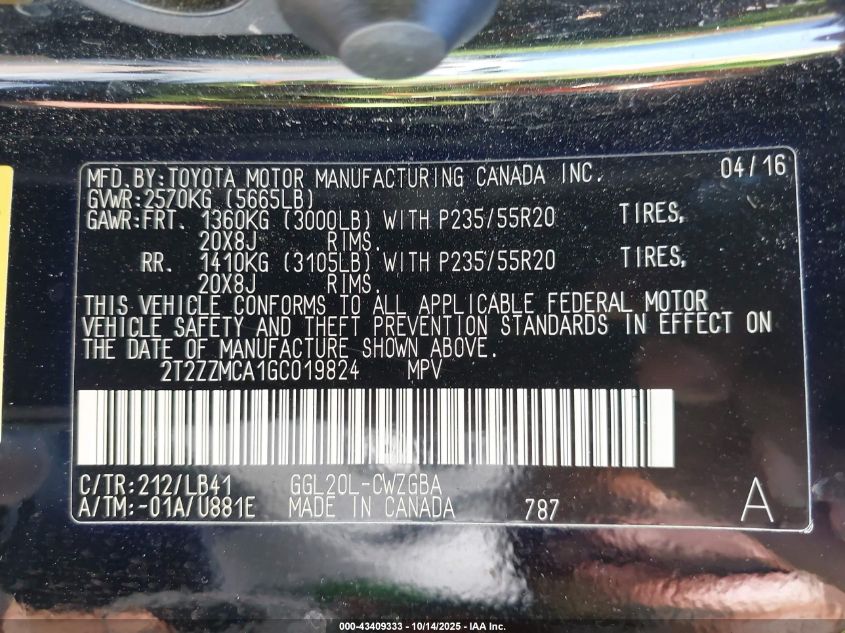 MFD. BY: TOYOTA MOTOR MANUFACTURING CANADA INC. 04/16
GVWR: 2570KG (5665LB)
GAWR: FRT. 1360KG (3000LB) WITH P235/55R20 TIRES,
20X8J RIMS.
RR. 1410KG (3105LB) WITH P235/55R20 TIRES,
20X8J RIMS.
THIS VEHICLE CONFORMS TO ALL APPLICABLE FEDERAL MOTOR
VEHICLE SAFETY AND THEFT PREVENTION STANDARDS IN EFFECT ON
THE DATE OF MANUFACTURE SHOWN ABOVE.
2T2ZZMCA1GC019824 MPV
C/TR: 212/LB41 GGL20L-CWZGBA
A/TM: -01A/U881E MADE IN CANADA 787 A
000-43409333 - 10/14/2025 - IAA Inc.